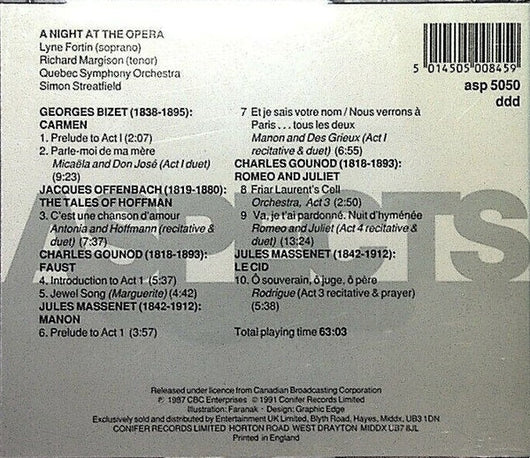 A NIGHT AT THE OPERA
Lyne Fortin (soprano)
Richard Margison (tenor)
Quebec Symphony Orchestra
Simon Streatfield
5 014505 008459
asp 5050
ddd
GEORGES BIZET (1838-1895):
CARMEN
1. Prelude to Act I (2:07)
2. Parle-moi de ma mère
Micaëla and Don José (Act I duet)
(9:23)
JACQUES OFFENBACH (1819-1880):
THE TALES OF HOFFMAN
3. C'est une chanson d'amour
Antonia and Hoffmann (recitative &
duet) (7:37)
CHARLES GOUNOD (1818-1893):
FAUST
4. Introduction to Act 1 (5:37)
5. Jewel Song (Marguerite) (4:42)
JULES MASSENET (1842-1912):
MANON
6. Prelude to Act 1 (3:57)
7 Et je sais votre nom / Nous verrons à
Paris . . . tous les deux
Manon and Des Grieux (Act I
recitative & duet) (6:55)
CHARLES GOUNOD (1818-1893):
ROMEO AND JULIET
8 Friar Laurent's Cell
Orchestra, Act 3 (2:50)
9 Va, je t'ai pardonné. Nuit d'hyménée
Romeo and Juliet (Act 4 recitative
& duet) (13:24)
JULES MASSENET (1842-1912):
LE CID
10. Ô souverain, ô juge, ô père
Rodrigue (Act 3 recitative & prayer)
(5:38)
Total playing time 63:03
ASPECTS
Released under licence from Canadian Broadcasting Corporation
℗ 1987 CBC Enterprises © 1991 Conifer Records Limited
Illustration: Faranak · Design: Graphic Edge
Exclusively sold and distributed by Entertainment UK Limited, Blyth Road, Hayes, Middx, UB3 1DN.
CONIFER RECORDS LIMITED HORTON ROAD WEST DRAYTON MIDDX UB7 8JL
Printed in England